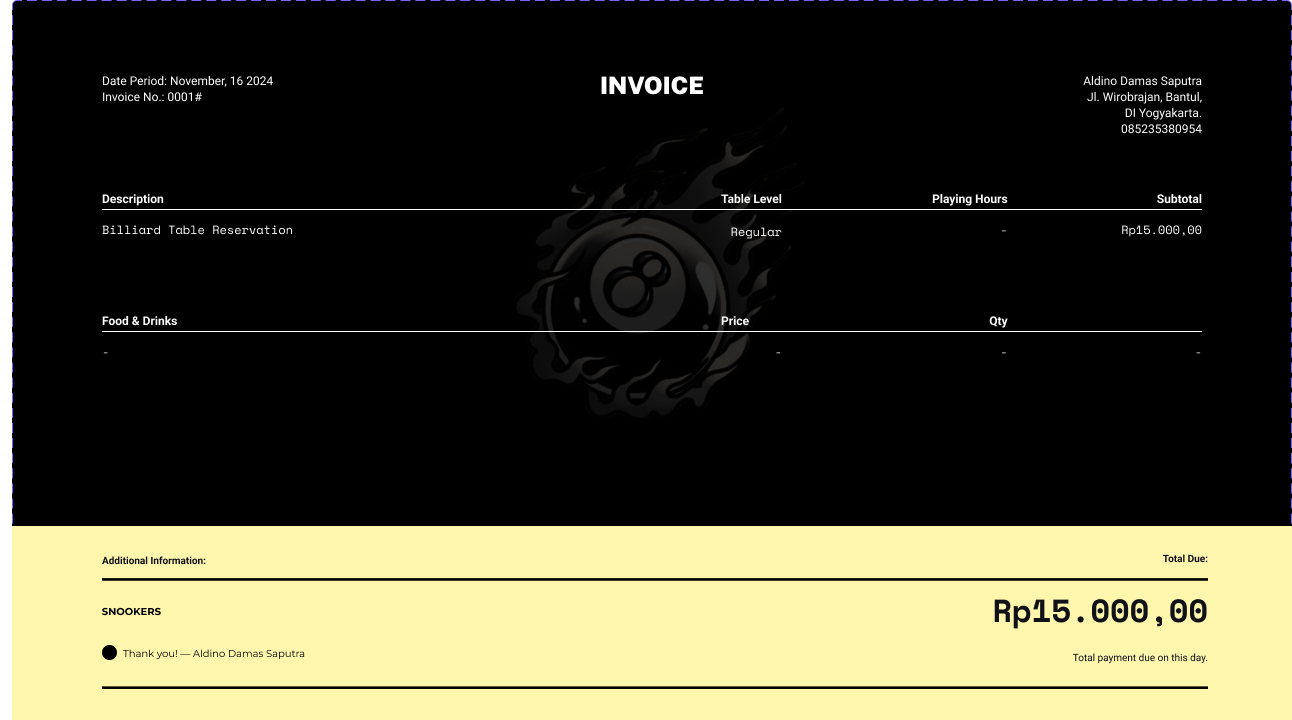 Date Period: November, 16 2024
Invoice No.: 0001#
INVOICE
Aldino Damas Saputra
Jl. Wirobrajan, Bantul,
DI Yogyakarta.
085235380954
Description Table Level Playing Hours Subtotal
Billiard Table Reservation Regular - Rp15.000,00
Food & Drinks Price Qty
- - - -
Additional Information: Total Due:
SNOOKERS Rp15.000,00
Thank you! — Aldino Damas Saputra
Total payment due on this day.